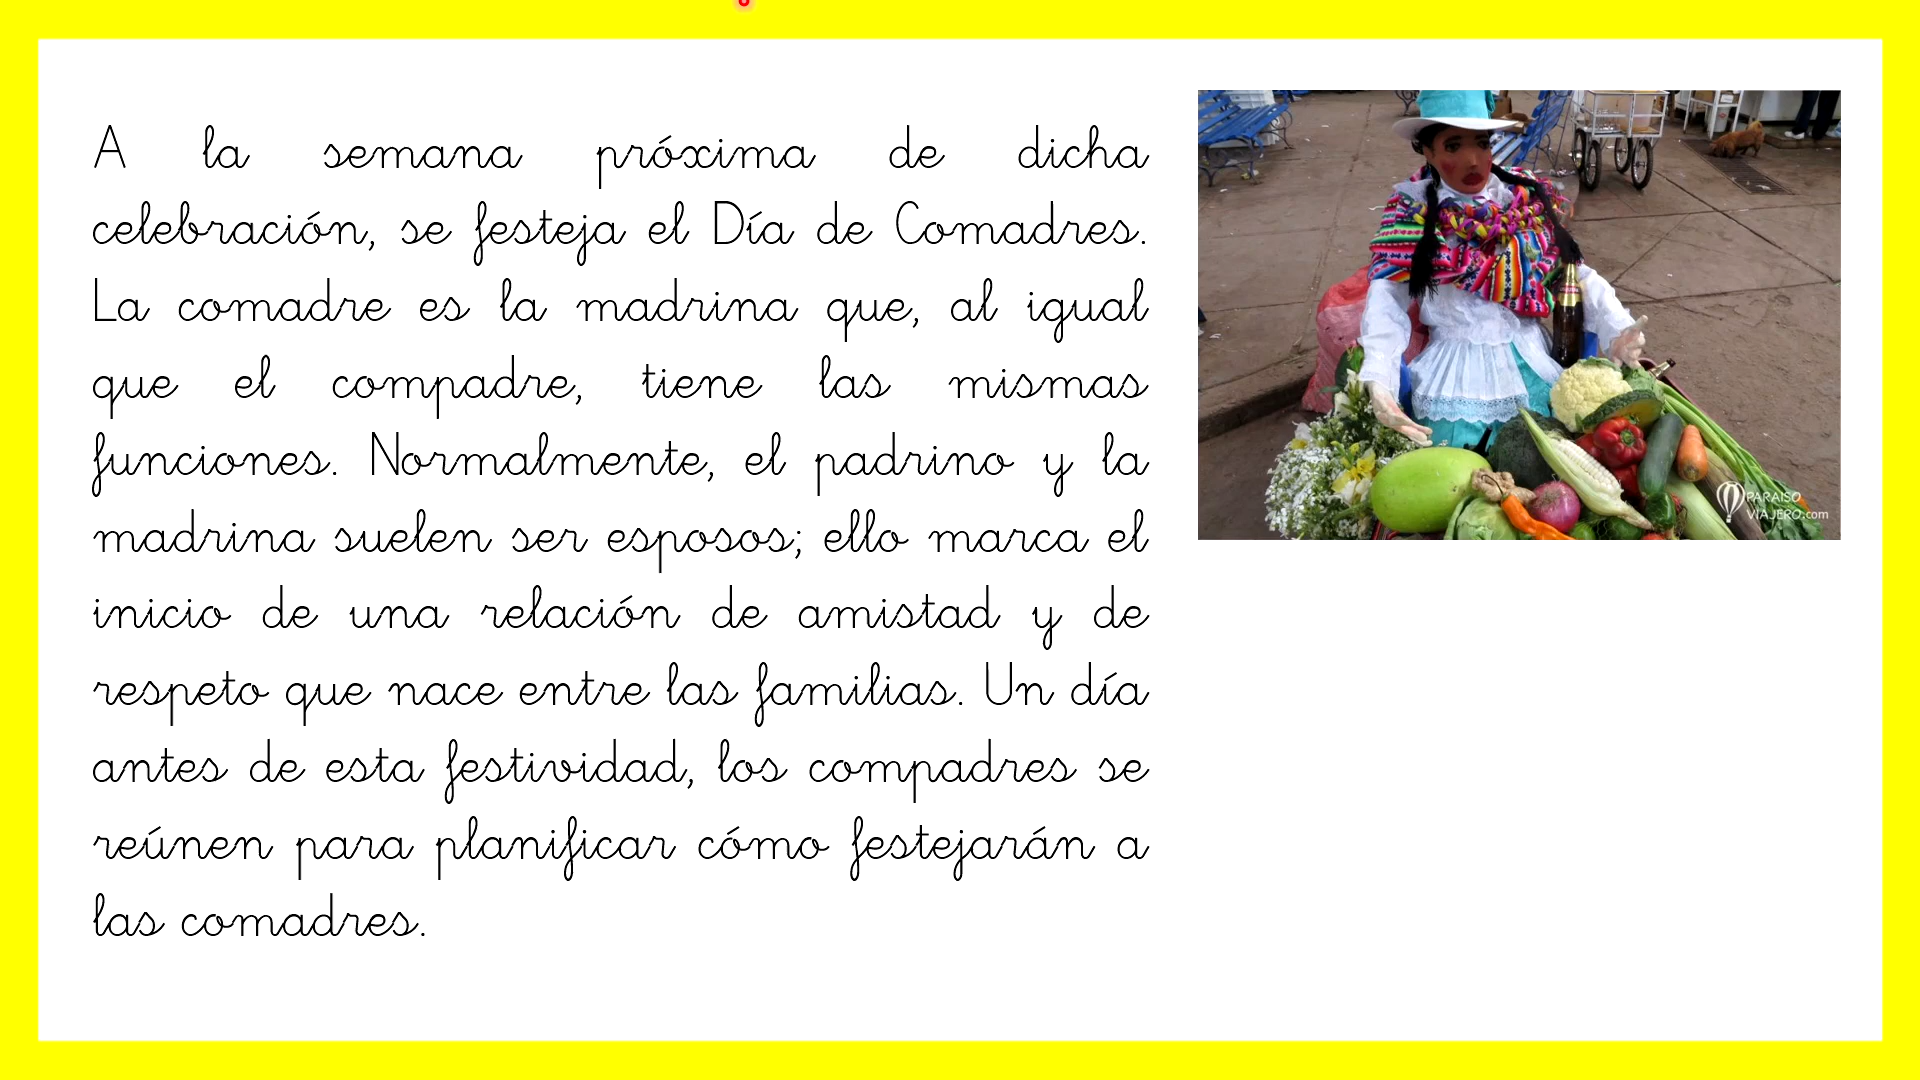 A la semana próxima de dicha
celebración, se festeja el Día de Comadres.
La comadre es la madrina que, al igual
que el compadre, tiene las mismas
funciones. Normalmente, el padrino y la
madrina suelen ser esposos; ello marca el
inicio de una relación de amistad y de
respeto que nace entre las familias. Un día
antes de esta festividad, los compadres se
reúnen para planificar cómo festejarán a
las comadres.
PARAISO
VIAJERO.com